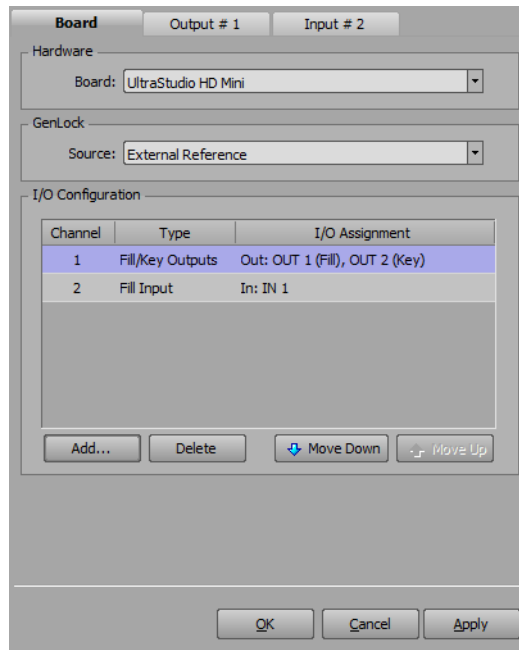 Board Output # 1 Input # 2
Hardware
Board: UltraStudio HD Mini
GenLock
Source: External Reference
I/O Configuration
Channel Type I/O Assignment
1 Fill/Key Outputs Out: OUT 1 (Fill), OUT 2 (Key)
2 Fill Input In: IN 1
Add... Delete Move Down Move Up
OK Cancel Apply